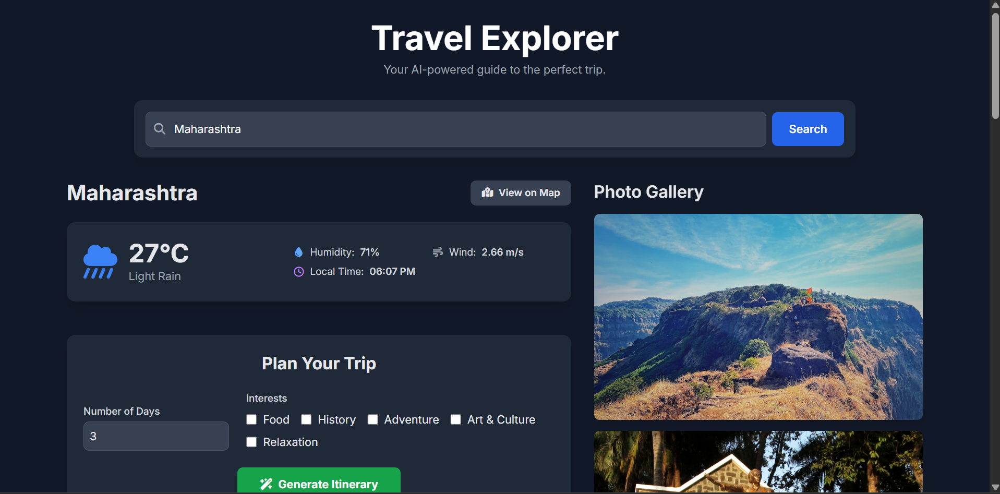 Travel Explorer
Your AI-powered guide to the perfect trip.
Maharashtra
Search
Maharashtra
View on Map
27°C
Light Rain
Humidity: 71%
Wind: 2.66 m/s
Local Time: 06:07 PM
Plan Your Trip
Number of Days
3
Interests
Food
History
Adventure
Art & Culture
Relaxation
Generate Itinerary
Photo Gallery